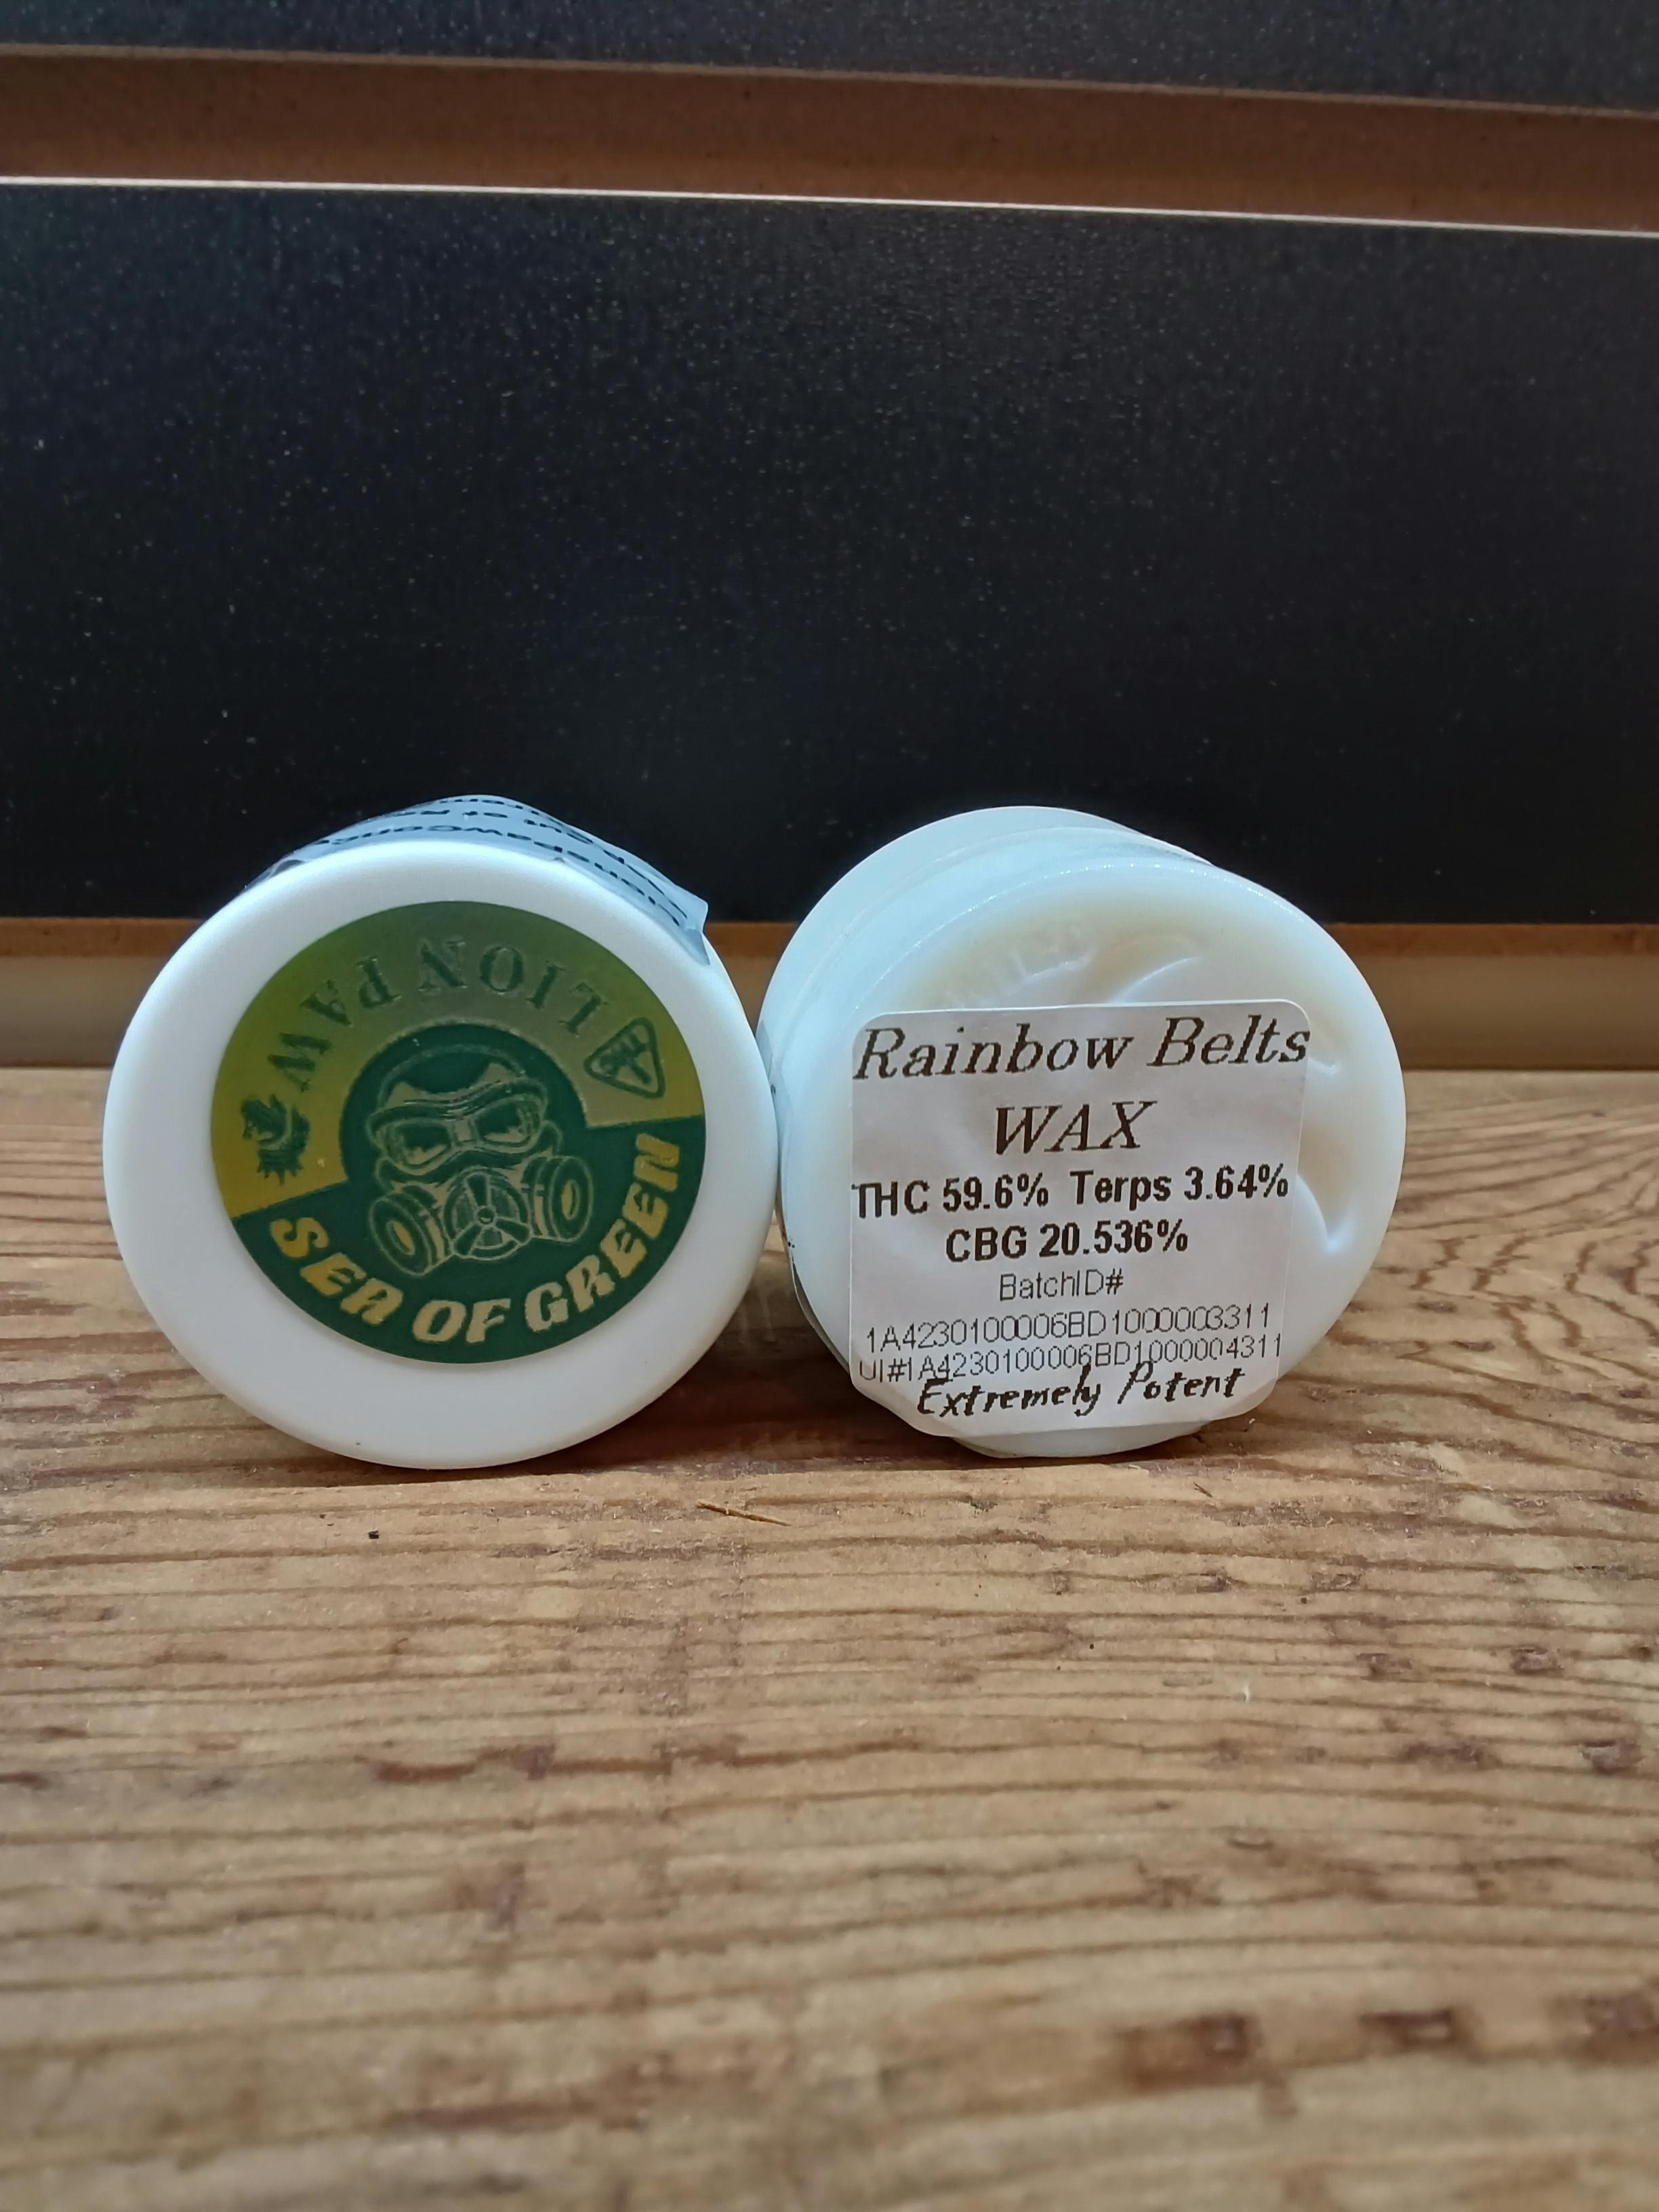 LION PAW
SEA OF GREEN
Rainbow Belts
WAX
THC 59.6% Terps 3.64%
CBG 20.536%
BatchID#
1A4230100006BD1000003311
UI#1A4230100006BD1000004311
Extremely Potent